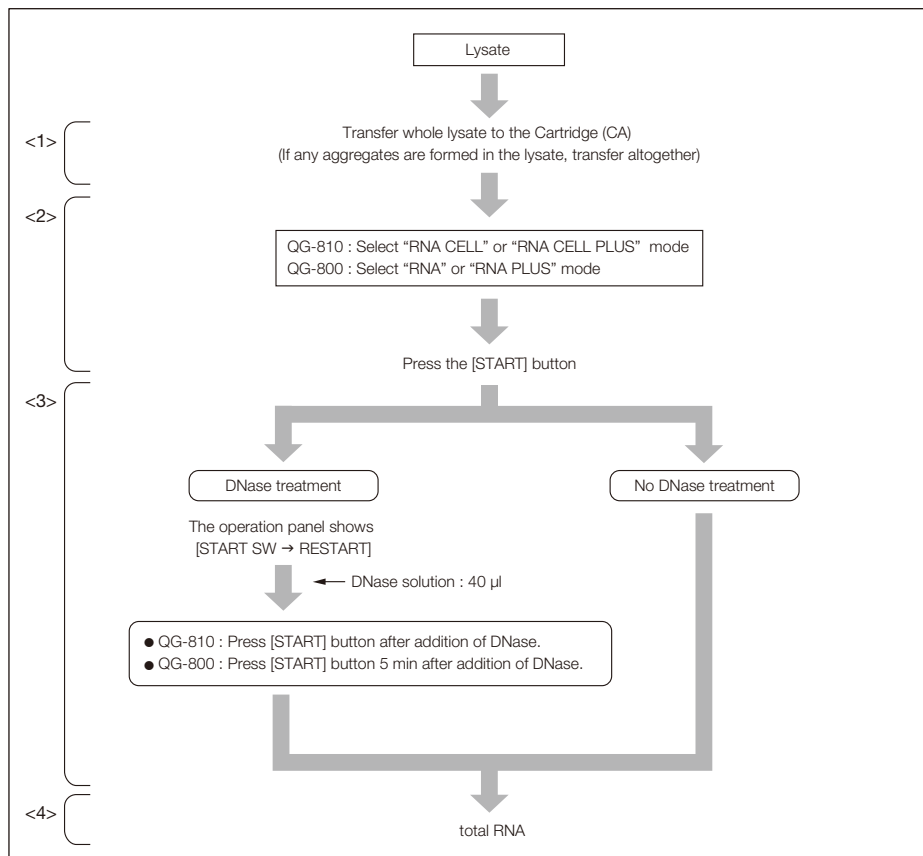 Lysate
<1>
Transfer whole lysate to the Cartridge (CA)
(If any aggregates are formed in the lysate, transfer altogether)
<2>
QG-810 : Select “RNA CELL” or “RNA CELL PLUS” mode
QG-800 : Select “RNA” or “RNA PLUS” mode
Press the [START] button
<3>
DNase treatment
No DNase treatment
The operation panel shows
[START SW → RESTART]
DNase solution : 40 µl
● QG-810 : Press [START] button after addition of DNase.
● QG-800 : Press [START] button 5 min after addition of DNase.
<4>
total RNA